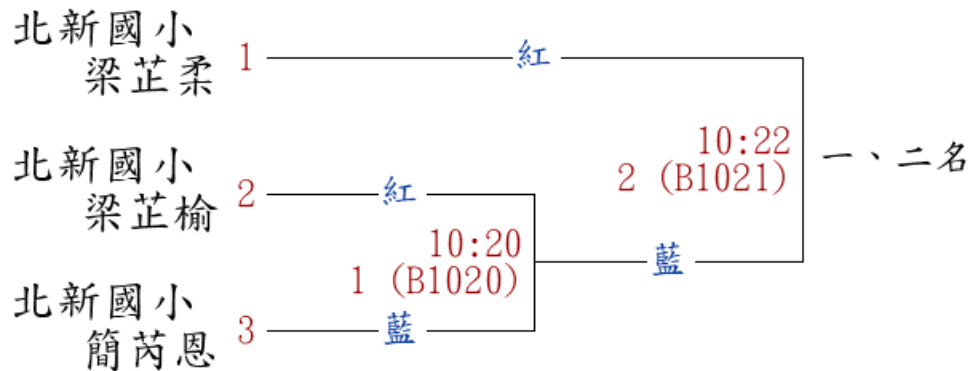 北新國小
梁芷柔 1 紅
10:22
2 (B1021)
一、二名
北新國小
梁芷榆 2 紅
10:20
1 (B1020)
藍
北新國小
簡芮恩 3 藍